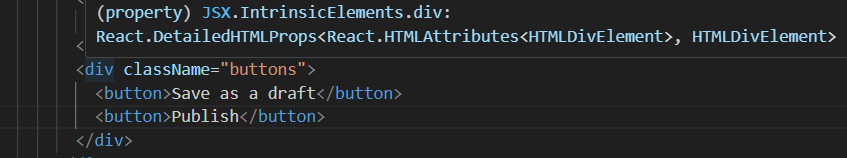 (property) JSX.IntrinsicElements.div:
React.DetailedHTMLProps<React.HTMLAttributes<HTMLDivElement>, HTMLDivElement>
<
<div className="buttons">
<button>Save as a draft</button>
<button>Publish</button>
</div>